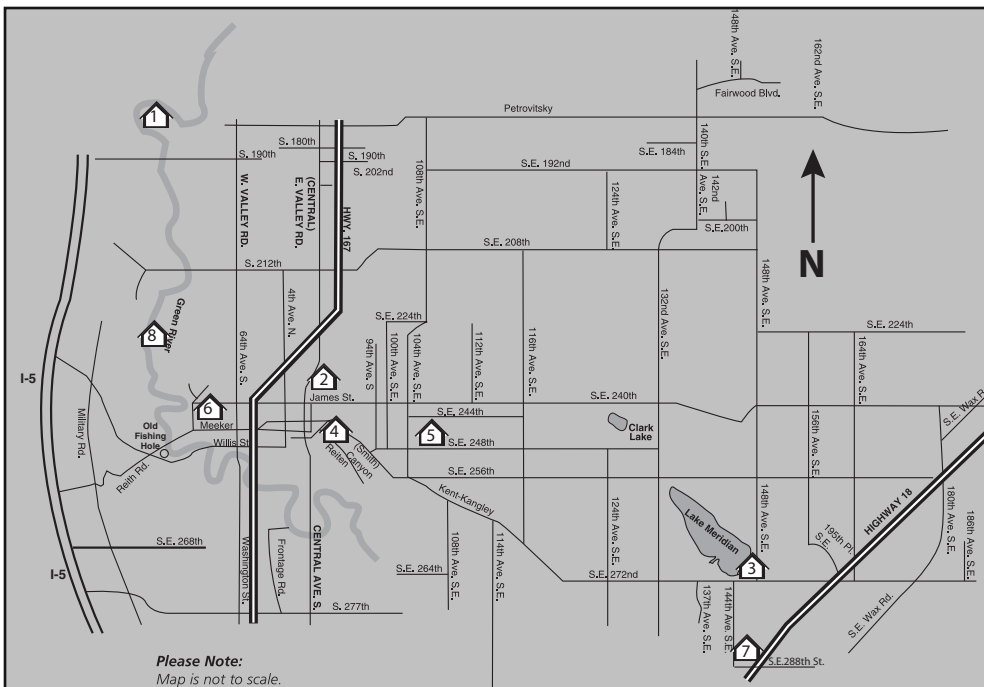 148th Ave. S.E.
162nd Ave. S.E.
Fairwood Blvd.
1
Petrovitsky
S. 180th
S.E. 184th
140th Ave. S.E.
S. 190th
S. 190th
S. 202nd
108th Ave. S.E.
S.E. 192nd
142nd
124th Ave. S.E.
W. VALLEY RD.
(CENTRAL)
E. VALLEY RD.
HWY. 167
S.E.200th
N
S.E. 208th
S. 212th
148th Ave. S.E.
4th Ave. N.
132nd Ave. S.E.
Green River
8
S.E. 224th
S.E. 224th
64th Ave. S.
94th Ave. S
100th Ave. S.E.
104th Ave. S.E.
112th Ave. S.E.
116th Ave. S.E.
164th Ave. S.E.
I-5
2
James St.
S.E. 240th
S.E. Wax Rd.
6
Meeker
S.E. 244th
Clark
Lake
156th Ave. S.E.
Military Rd.
Old
Fishing
Hole
Willis St.
4
5
S.E. 248th
Reiten
(Smith)
Canyon
Reith Rd.
S.E. 256th
Kent-Kangley
HIGHWAY 18
124th Ave. S.E.
Lake Meridian
148th Ave. S.E.
180th Ave. S.E.
186th Ave. S.E.
195th Pl.
S.E.
S.E. 268th
Washington St.
Frontage Rd.
CENTRAL AVE. S.
108th Ave. S.E.
114th Ave. S.E.
I-5
S.E. 264th
S.E. 272nd
3
137th Ave. S.E.
144th Ave. S.E.
S.E. Wax Rd.
S. 277th
7
S.E.288th St.
Please Note:
Map is not to scale.